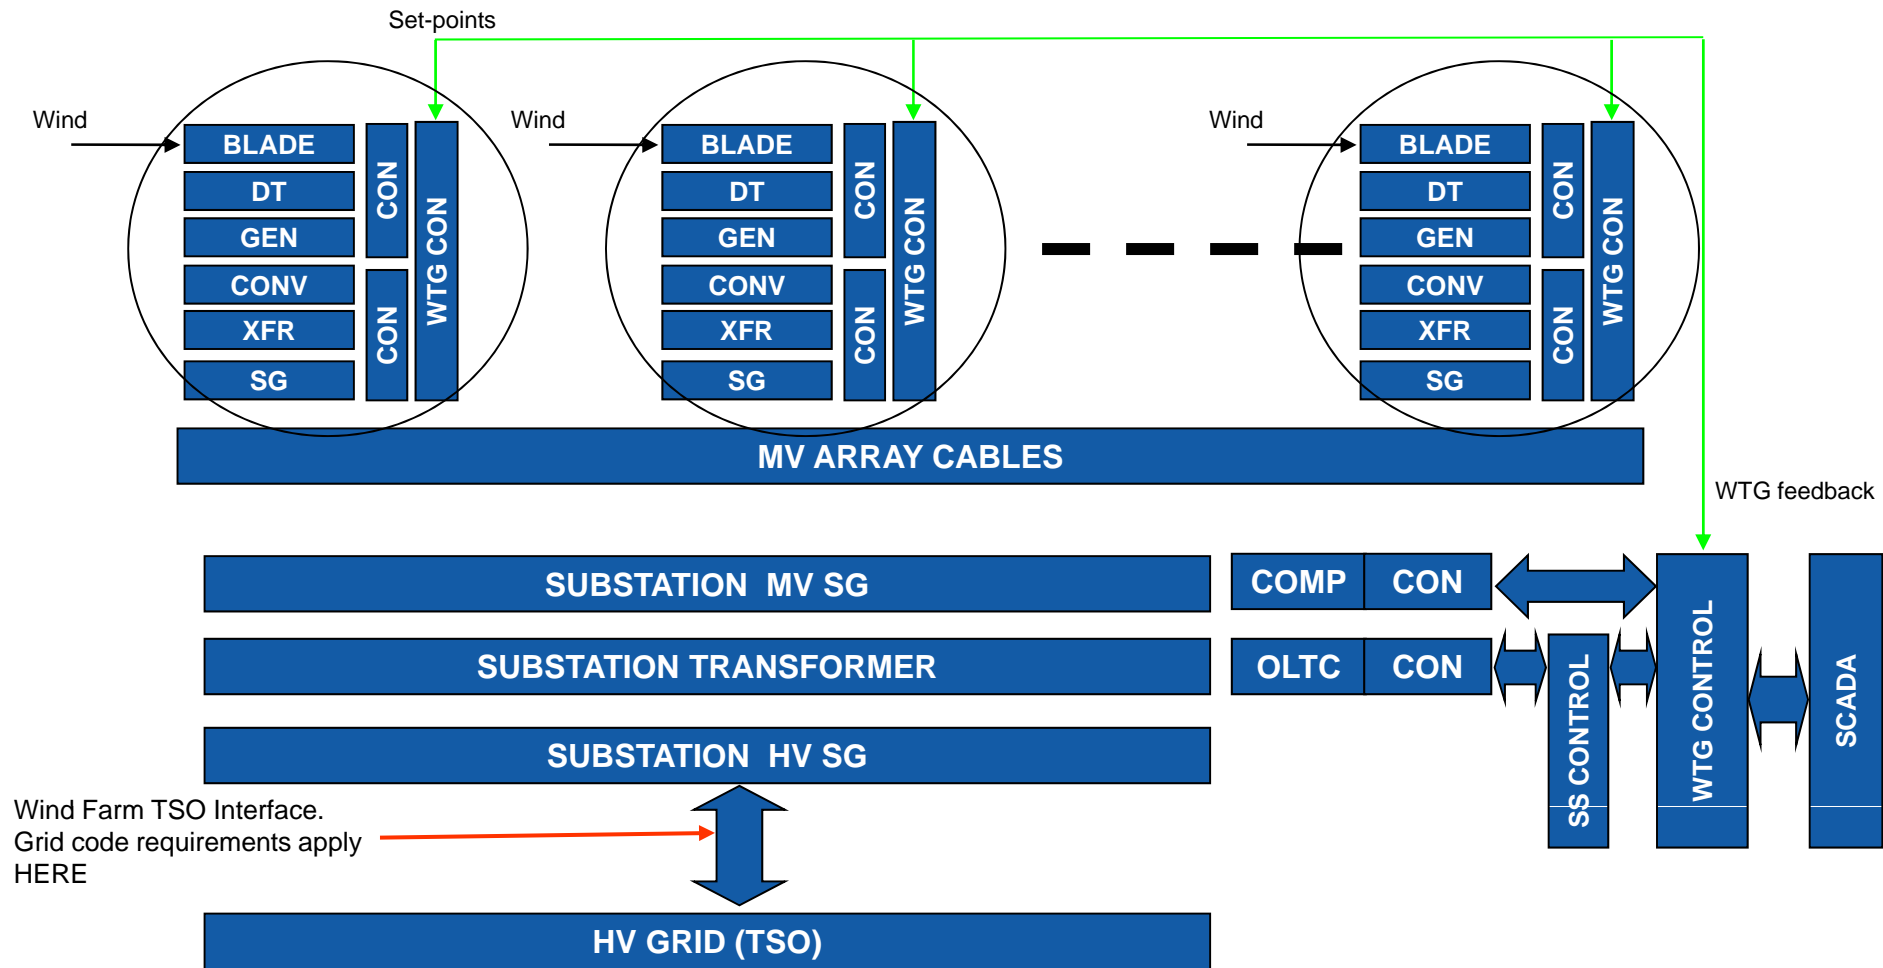 Set-points
Wind
BLADE
DT
GEN
CONV
XFR
SG
CON
CON
WTG CON
Wind
BLADE
DT
GEN
CONV
XFR
SG
CON
CON
WTG CON
Wind
BLADE
DT
GEN
CONV
XFR
SG
CON
CON
WTG CON
MV ARRAY CABLES
WTG feedback
SUBSTATION MV SG
COMP
CON
SUBSTATION TRANSFORMER
OLTC
CON
SS CONTROL
WTG CONTROL
SCADA
SUBSTATION HV SG
Wind Farm TSO Interface.
Grid code requirements apply
HERE
HV GRID (TSO)